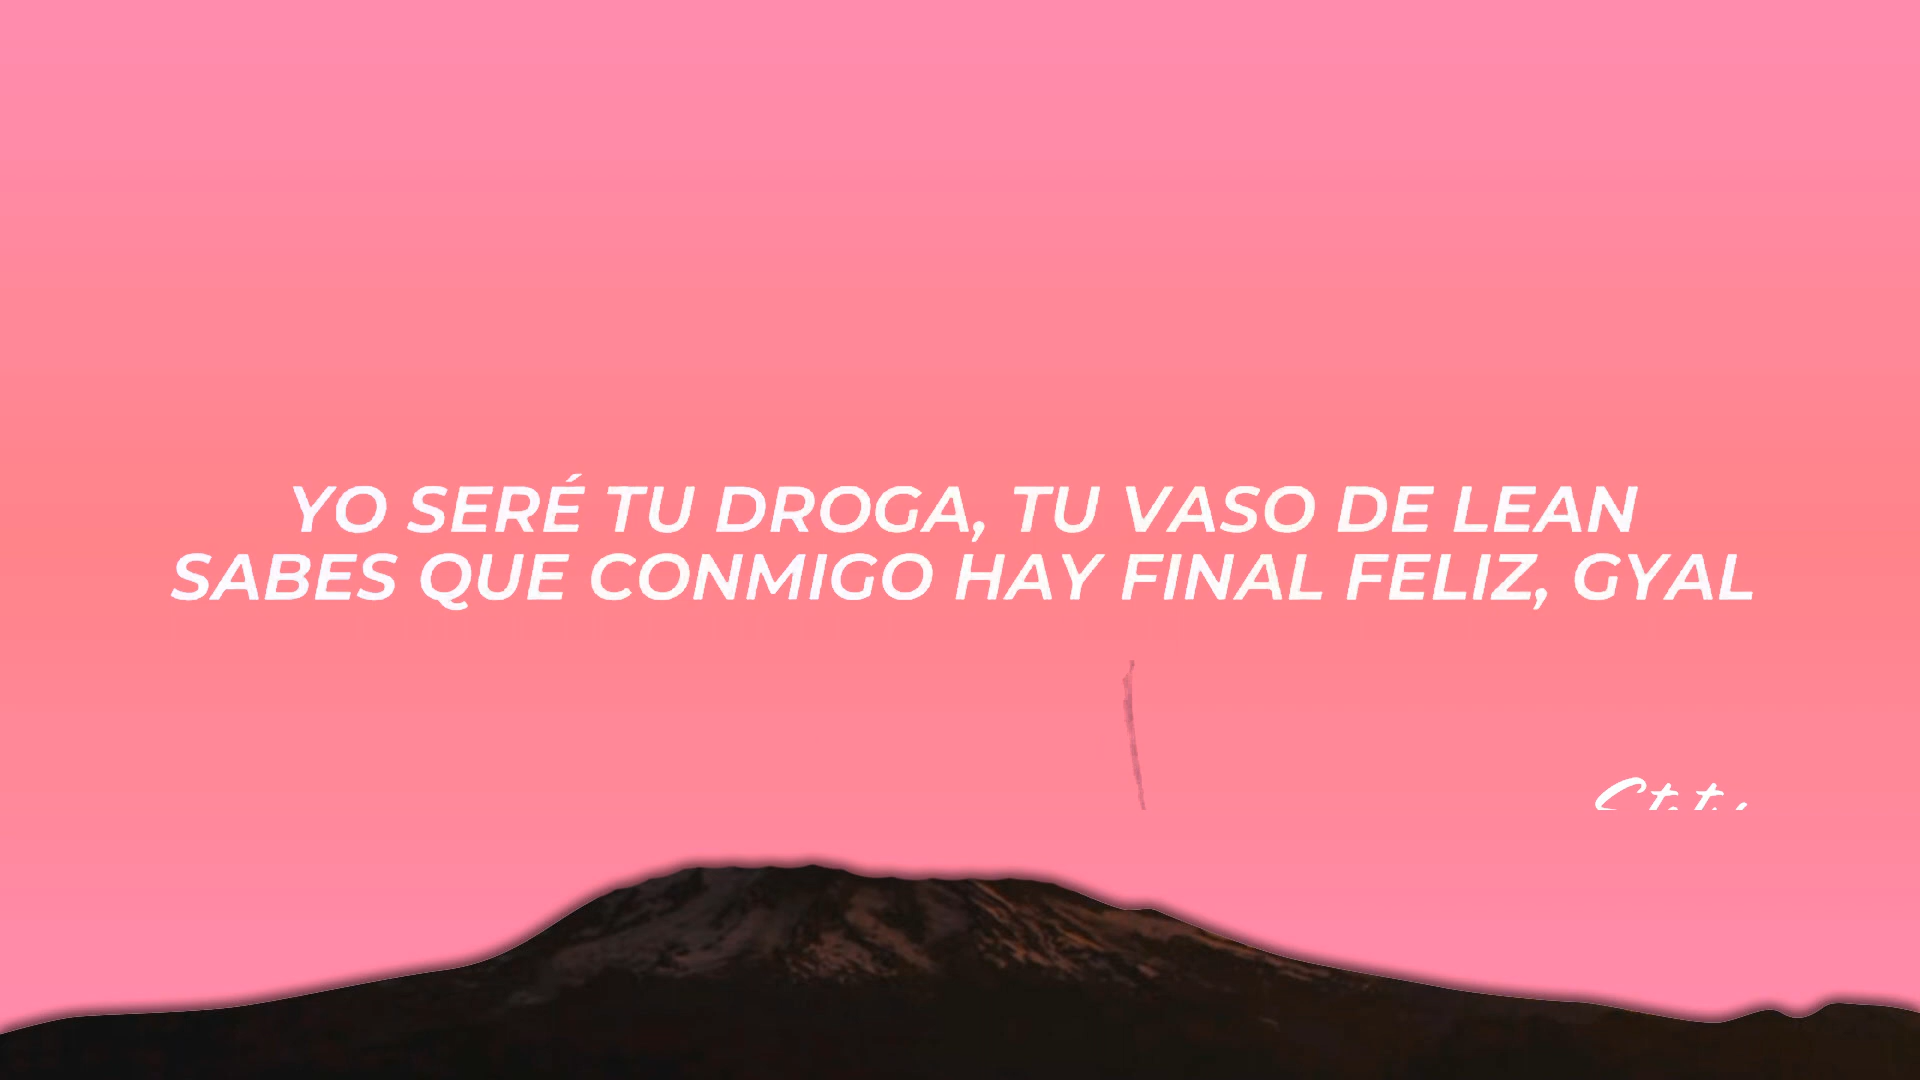 YO SERÉ TU DROGA, TU VASO DE LEAN
SABES QUE CONMIGO HAY FINAL FELIZ, GYAL